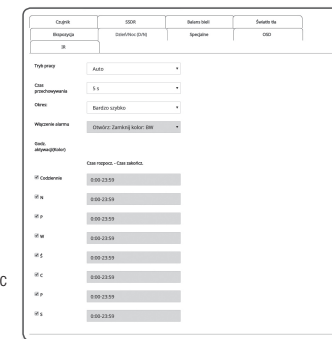 Czujnik SSDR Balans bieli Światło tła
Ekspozycja Dzień/Noc (D/N) Specjalne OSD
IR
Tryb pracy Auto
Czas
przechowywania 5 s
Okres Bardzo szybko
Włączenie alarmu Otwórz: Zamknij kolor: BW
Godz.
aktywacji(Kolor)
Czas rozpocz. –Czas zakończ.
Codziennie 0:00-23:59
N 0:00-23:59
P 0:00-23:59
W 0:00-23:59
Ś 0:00-23:59
C 0:00-23:59
C
P 0:00-23:59
S 0:00-23:59